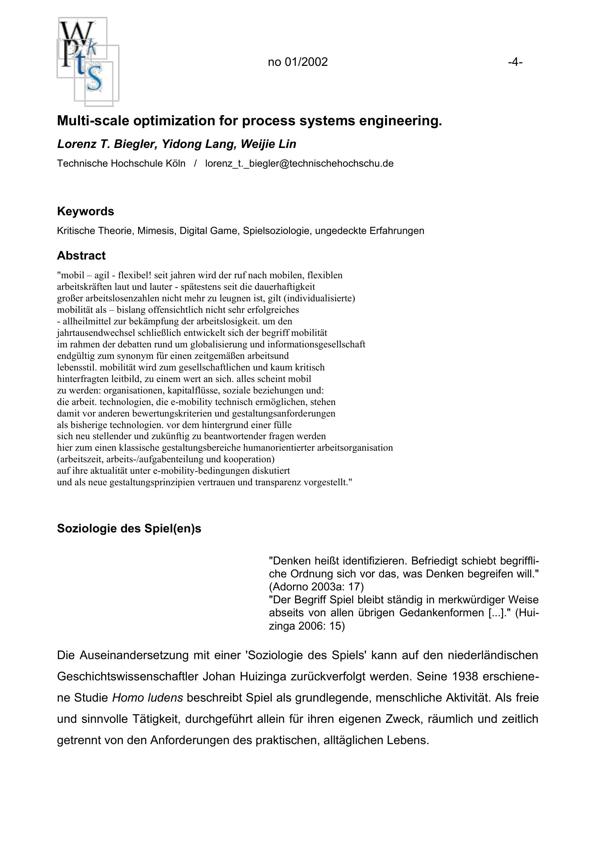 W
P k
t
S
no 01/2002 -4-
Multi-scale optimization for process systems engineering.
Lorenz T. Biegler, Yidong Lang, Weijie Lin
Technische Hochschule Köln / lorenz_t._biegler@technischehochschu.de
Keywords
Kritische Theorie, Mimesis, Digital Game, Spielsoziologie, ungedeckte Erfahrungen
Abstract
"mobil – agil - flexibel! seit jahren wird der ruf nach mobilen, flexiblen
arbeitskräften laut und lauter - spätestens seit die dauerhaftigkeit
großer arbeitslosenzahlen nicht mehr zu leugnen ist, gilt (individualisierte)
mobilität als – bislang offensichtlich nicht sehr erfolgreiches
- allheilmittel zur bekämpfung der arbeitslosigkeit. um den
jahrtausendwechsel schließlich entwickelt sich der begriff mobilität
im rahmen der debatten rund um globalisierung und informationsgesellschaft
endgültig zum synonym für einen zeitgemäßen arbeitsund
lebensstil. mobilität wird zum gesellschaftlichen und kaum kritisch
hinterfragten leitbild, zu einem wert an sich. alles scheint mobil
zu werden: organisationen, kapitalflüsse, soziale beziehungen und:
die arbeit. technologien, die e-mobility technisch ermöglichen, stehen
damit vor anderen bewertungskriterien und gestaltungsanforderungen
als bisherige technologien. vor dem hintergrund einer fülle
sich neu stellender und zukünftig zu beantwortender fragen werden
hier zum einen klassische gestaltungsbereiche humanorientierter arbeitsorganisation
(arbeitszeit, arbeits-/aufgabenteilung und kooperation)
auf ihre aktualität unter e-mobility-bedingungen diskutiert
und als neue gestaltungsprinzipien vertrauen und transparenz vorgestellt."
Soziologie des Spiel(en)s
"Denken heißt identifizieren. Befriedigt schiebt begriffli-
che Ordnung sich vor das, was Denken begreifen will."
(Adorno 2003a: 17)
"Der Begriff Spiel bleibt ständig in merkwürdiger Weise
abseits von allen übrigen Gedankenformen [...]." (Hui-
zinga 2006: 15)
Die Auseinandersetzung mit einer 'Soziologie des Spiels' kann auf den niederländischen
Geschichtswissenschaftler Johan Huizinga zurückverfolgt werden. Seine 1938 erschiene-
ne Studie Homo ludens beschreibt Spiel als grundlegende, menschliche Aktivität. Als freie
und sinnvolle Tätigkeit, durchgeführt allein für ihren eigenen Zweck, räumlich und zeitlich
getrennt von den Anforderungen des praktischen, alltäglichen Lebens.